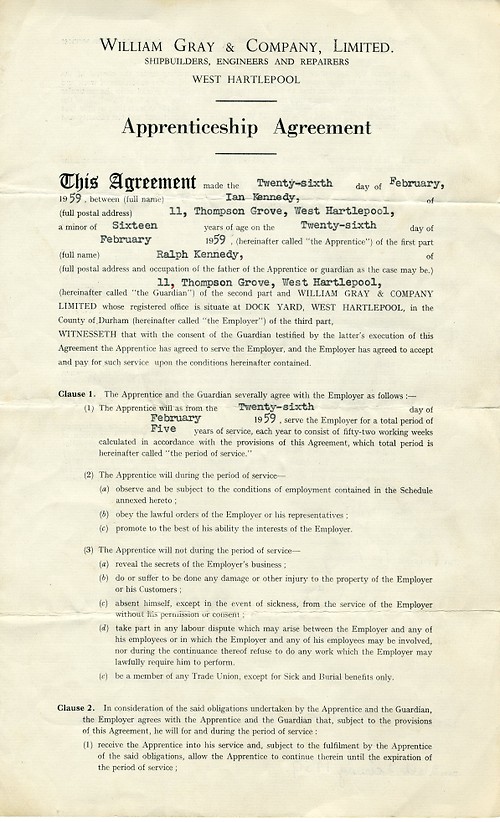 WILLIAM GRAY & COMPANY, LIMITED.
SHIPBUILDERS, ENGINEERS AND REPAIRERS
WEST HARTLEPOOL
Apprenticeship Agreement
This Agreement made the Twenty-sixth day of February,
1959, between (full name) Ian Kennedy, of
(full postal address) 11, Thompson Grove, West Hartlepool,
a minor of Sixteen years of age on the Twenty-sixth day of
February 1959, (hereinafter called "the Apprentice") of the first part
(full name) Ralph Kennedy, of
(full postal address and occupation of the father of the Apprentice or guardian as the case may be.)
11, Thompson Grove, West Hartlepool,
(hereinafter called "the Guardian") of the second part and WILLIAM GRAY & COMPANY
LIMITED whose registered office is situate at DOCK YARD, WEST HARTLEPOOL, in the
County of Durham (hereinafter called "the Employer") of the third part,
WITNESSETH that with the consent of the Guardian testified by the latter's execution of this
Agreement the Apprentice has agreed to serve the Employer, and the Employer has agreed to accept
and pay for such service upon the conditions hereinafter contained.
Clause 1. The Apprentice and the Guardian severally agree with the Employer as follows :—
(1) The Apprentice will as from the Twenty-sixth day of
February 1959, serve the Employer for a total period of
Five years of service, each year to consist of fifty-two working weeks
calculated in accordance with the provisions of this Agreement, which total period is
hereinafter called "the period of service."
(2) The Apprentice will during the period of service—
(a) observe and be subject to the conditions of employment contained in the Schedule
annexed hereto ;
(b) obey the lawful orders of the Employer or his representatives ;
(c) promote to the best of his ability the interests of the Employer.
(3) The Apprentice will not during the period of service—
(a) reveal the secrets of the Employer's business ;
(b) do or suffer to be done any damage or other injury to the property of the Employer
or his Customers ;
(c) absent himself, except in the event of sickness, from the service of the Employer
without his permission or consent ;
(d) take part in any labour dispute which may arise between the Employer and any of
his employees or in which the Employer and any of his employees may be involved,
nor during the continuance thereof refuse to do any work which the Employer may
lawfully require him to perform.
(e) be a member of any Trade Union, except for Sick and Burial benefits only.
Clause 2. In consideration of the said obligations undertaken by the Apprentice and the Guardian,
the Employer agrees with the Apprentice and the Guardian that, subject to the provisions
of this Agreement, he will for and during the period of service :
(1) receive the Apprentice into his service and, subject to the fulfilment by the Apprentice
of the said obligations, allow the Apprentice to continue therein until the expiration of
the period of service ;